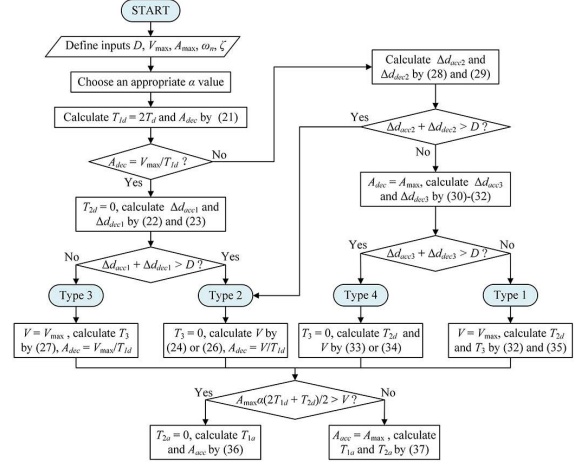 START
Define inputs D, Vmax, Amax, ωn, ζ
Choose an appropriate α value
Calculate T1d = 2Td and Adec by (21)
Adec = Vmax/T1d ?
No
Yes
T2d = 0, calculate Δdacc1 and
Δddec1 by (22) and (23)
Δdacc1 + Δddec1 > D ?
No
Yes
Type 3
Type 2
V = Vmax , calculate T3
by (27), Adec = Vmax/T1d
T3 = 0, calculate V by
(24) or (26), Adec = V/T1d
Calculate Δdacc2 and
Δddec2 by (28) and (29)
Δdacc2 + Δddec2 > D ?
Yes
No
Adec = Amax, calculate Δdacc3
and Δddec3 by (30)-(32)
Δdacc3 + Δddec3 > D ?
Yes
No
Type 4
Type 1
T3 = 0, calculate T2d and
V by (33) or (34)
V = Vmax, calculate T2d
and T3 by (32) and (35)
Amaxα(2T1d + T2d)/2 > V ?
Yes
No
T2a = 0, calculate T1a
and Aacc by (36)
Aacc = Amax , calculate
T1a and T2a by (37)